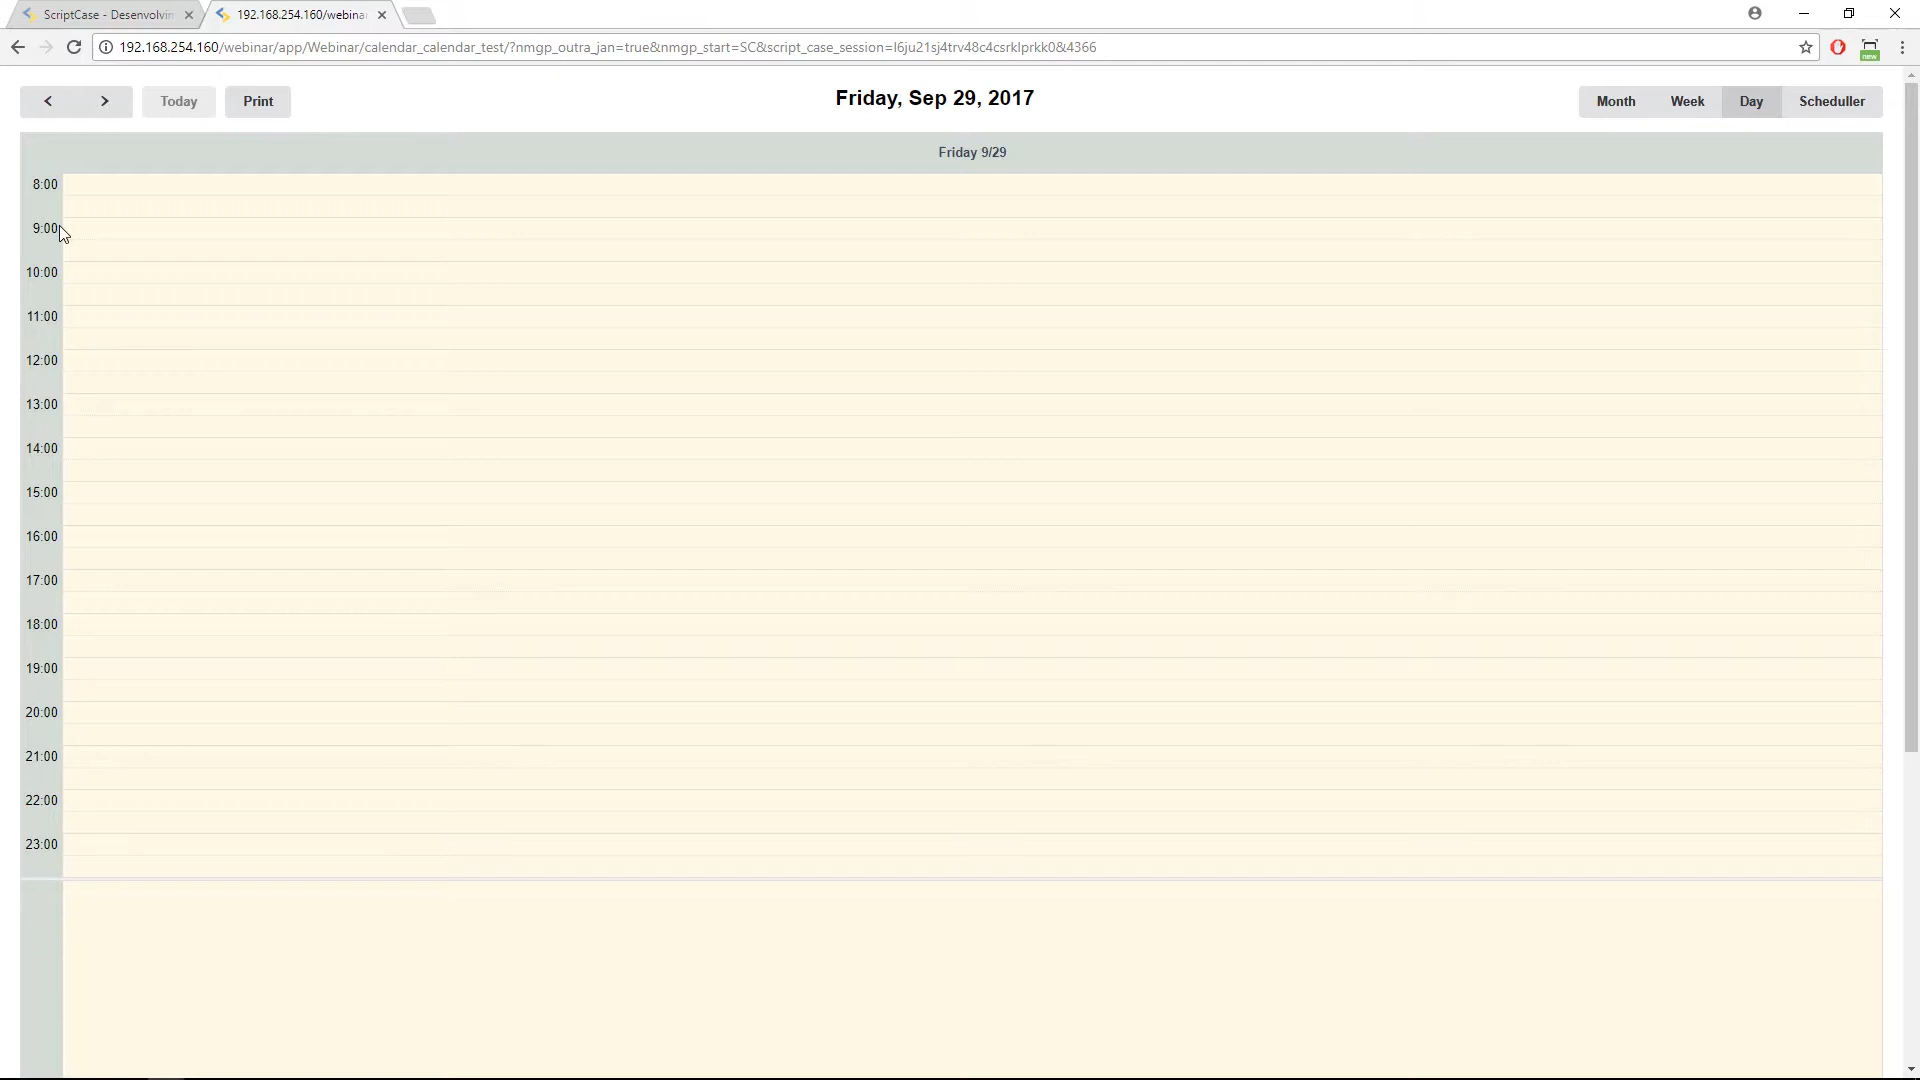 ScriptCase - Desenvolvin
192.168.254.160/webina
192.168.254.160/webinar/app/Webinar/calendar_calendar_test/?nmgp_outra_jan=true&nmgp_start=SC&script_case_session=l6ju21sj4trv48c4csrklprkk0&4366
new
Today
Print
Friday, Sep 29, 2017
Month
Week
Day
Scheduller
Friday 9/29
8:00
9:00
10:00
11:00
12:00
13:00
14:00
15:00
16:00
17:00
18:00
19:00
20:00
21:00
22:00
23:00